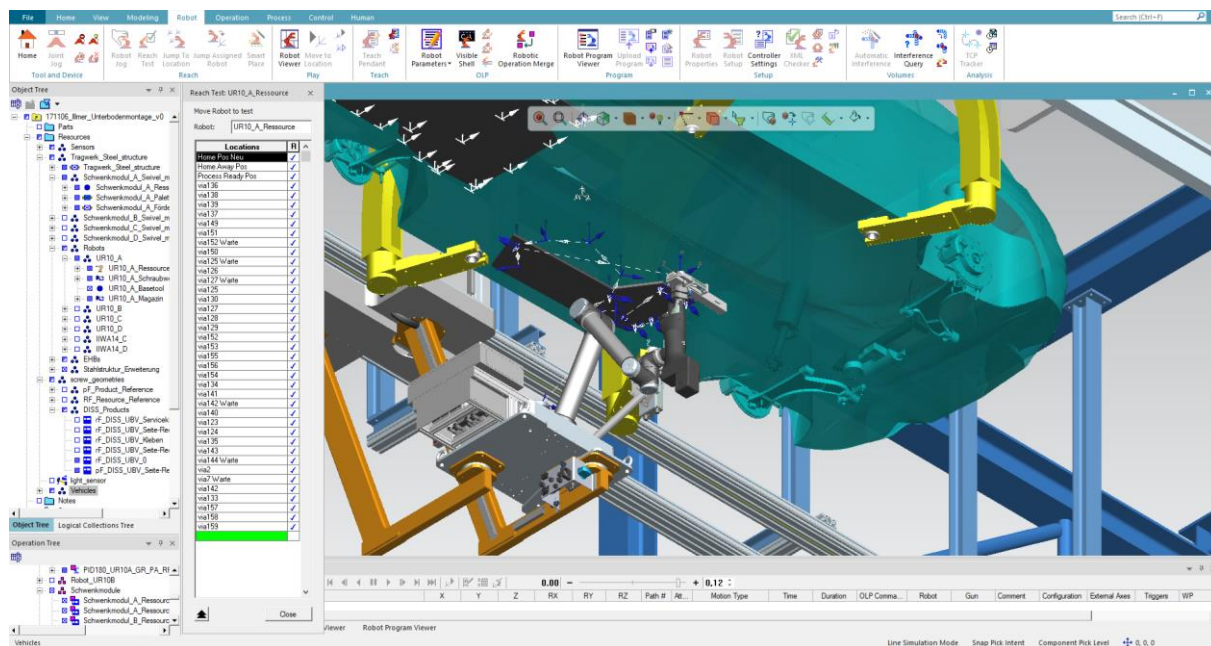 File Home View Modeling Robot Operation Process Control Human Search (Ctrl+F)
Home Joint Jog Robot Jog Reach Test Jump To Location Jump Assigned Robot Smart Place Robot Viewer Move to Location Teach Pendant Robot Parameters Visible Shell Robotic Operation Merge Robot Program Viewer Upload Program Robot Properties Robot Setup Controller Settings XML Checker Automatic Interference Interference Query TCP Tracker
Tool and Device Reach Play Teach OLP Program Setup Volumes Analysis
Object Tree
171106_Illner_Unterbodenmontage_v0
Parts
Resources
Sensors
Tragwerk_Steel_structure
Tragwerk_Steel_structure
Schwenkmodul_A_Swivel_m
Schwenkmodul_A_Ress
Schwenkmodul_A_Palet
Schwenkmodul_A_Förde
Schwenkmodul_B_Swivel_m
Schwenkmodul_C_Swivel_m
Schwenkmodul_D_Swivel_m
Robots
UR10_A
UR10_A_Ressource
UR10_A_Schraubw
UR10_A_Basetool
UR10_A_Magazin
UR10_B
UR10_C
UR10_D
IIWA14_C
IIWA14_D
EHBs
Stahlstruktur_Erweiterung
screw_geometries
pF_Product_Reference
RF_Resource_Reference
DISS_Products
rF_DISS_UBV_Servicekl
rF_DISS_UBV_Seite-Re
rF_DISS_UBV_Kleben
rF_DISS_UBV_Seite-Re
rF_DISS_UBV_0
pF_DISS_UBV_Seite-Re
light_sensor
Vehicles
Notes
Object Tree Logical Collections Tree
Operation Tree
PID180_UR10A_GR_PA_RE
Robot_UR10B
Schwenkmodule
Schwenkmodul_A_Ressourc
Schwenkmodul_A_Ressourc
Schwenkmodul_B_Ressourc
Vehicles
Reach Test: UR10_A_Ressource
Move Robot to test
Robot: UR10_A_Ressource
Locations R
Home Pos Neu
Home Away Pos
Process Ready Pos
via136
via138
via139
via137
via149
via151
via152 Warte
via150
via125 Warte
via126
via127 Warte
via125
via130
via127
via128
via129
via152
via153
via155
via156
via154
via134
via141
via142 Warte
via140
via123
via124
via135
via143
via144 Warte
via2
via7 Warte
via142
via133
via157
via158
via159
Close
0.00 0,12
X Y Z RX RY RZ Path # Att... Motion Type Time Duration OLP Comma... Robot Gun Comment Configuration External Axes Triggers WP
iewer Robot Program Viewer
Line Simulation Mode Snap Pick Intent Component Pick Level 0, 0, 0